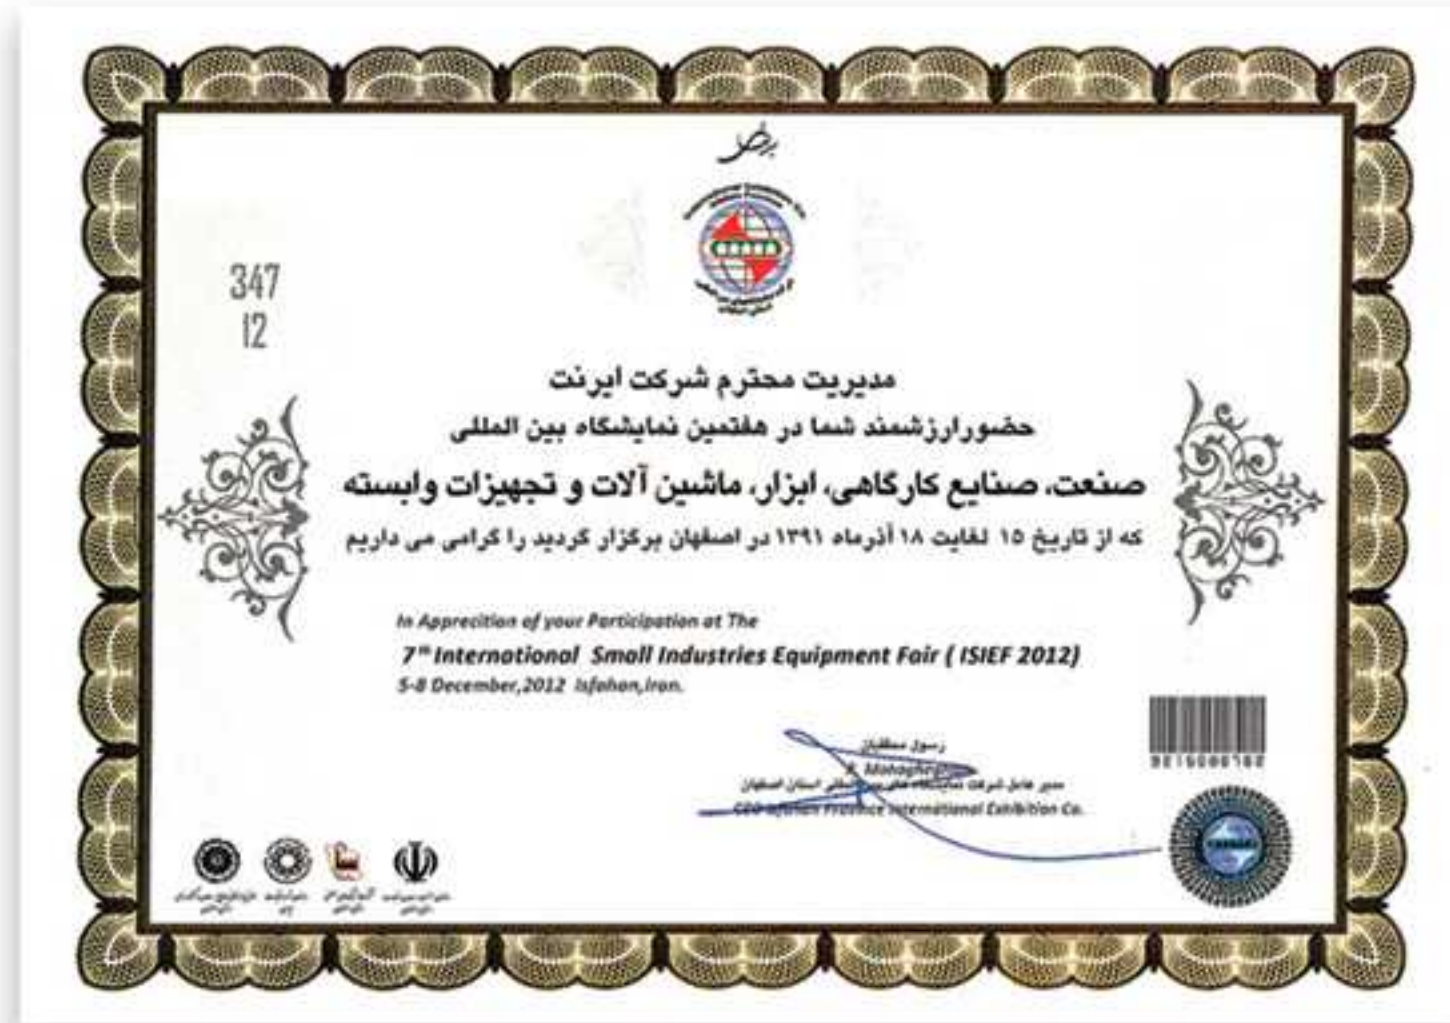 347
12
مدیریت محترم شرکت ایرنت
حضورارزشمند شما در هفتمین نمایشگاه بین المللی
صنعت، صنایع کارگاهی، ابزار، ماشین آلات و تجهیزات وابسته
که از تاریخ ۱۵ لغایت ۱۸ آذرماه ۱۳۹۱ در اصفهان برگزار گردید را گرامی می داریم
In Apprecition of your Participation at The
7th International Small Industries Equipment Fair ( ISIEF 2012)
5-8 December,2012 Isfahan,Iran.
رسول محققیان
مدیر عامل شرکت نمایشگاه های بین المللی استان اصفهان
CEO Isfahan Province International Exhibition Co.